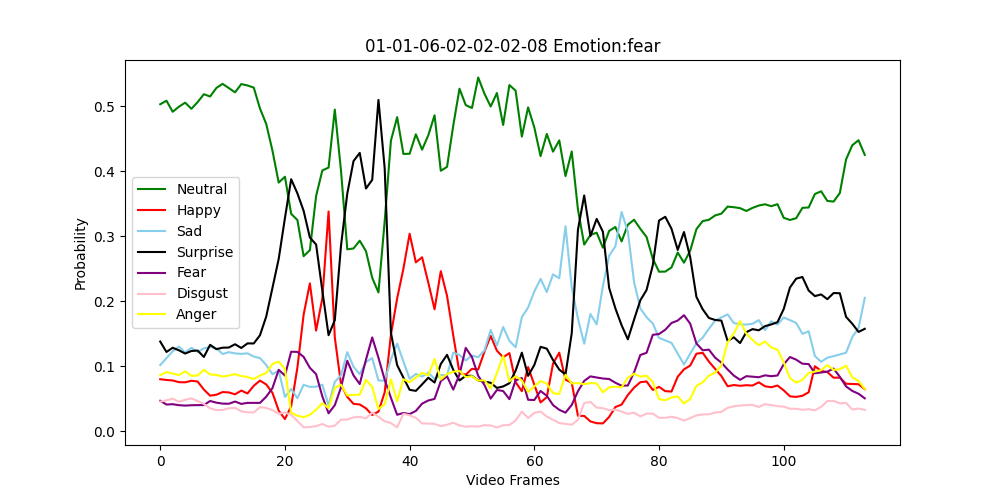 01-01-06-02-02-02-08 Emotion:fear
Probability
0.5
0.4
0.3
0.2
0.1
0.0
Neutral
Happy
Sad
Surprise
Fear
Disgust
Anger
0 20 40 60 80 100
Video Frames